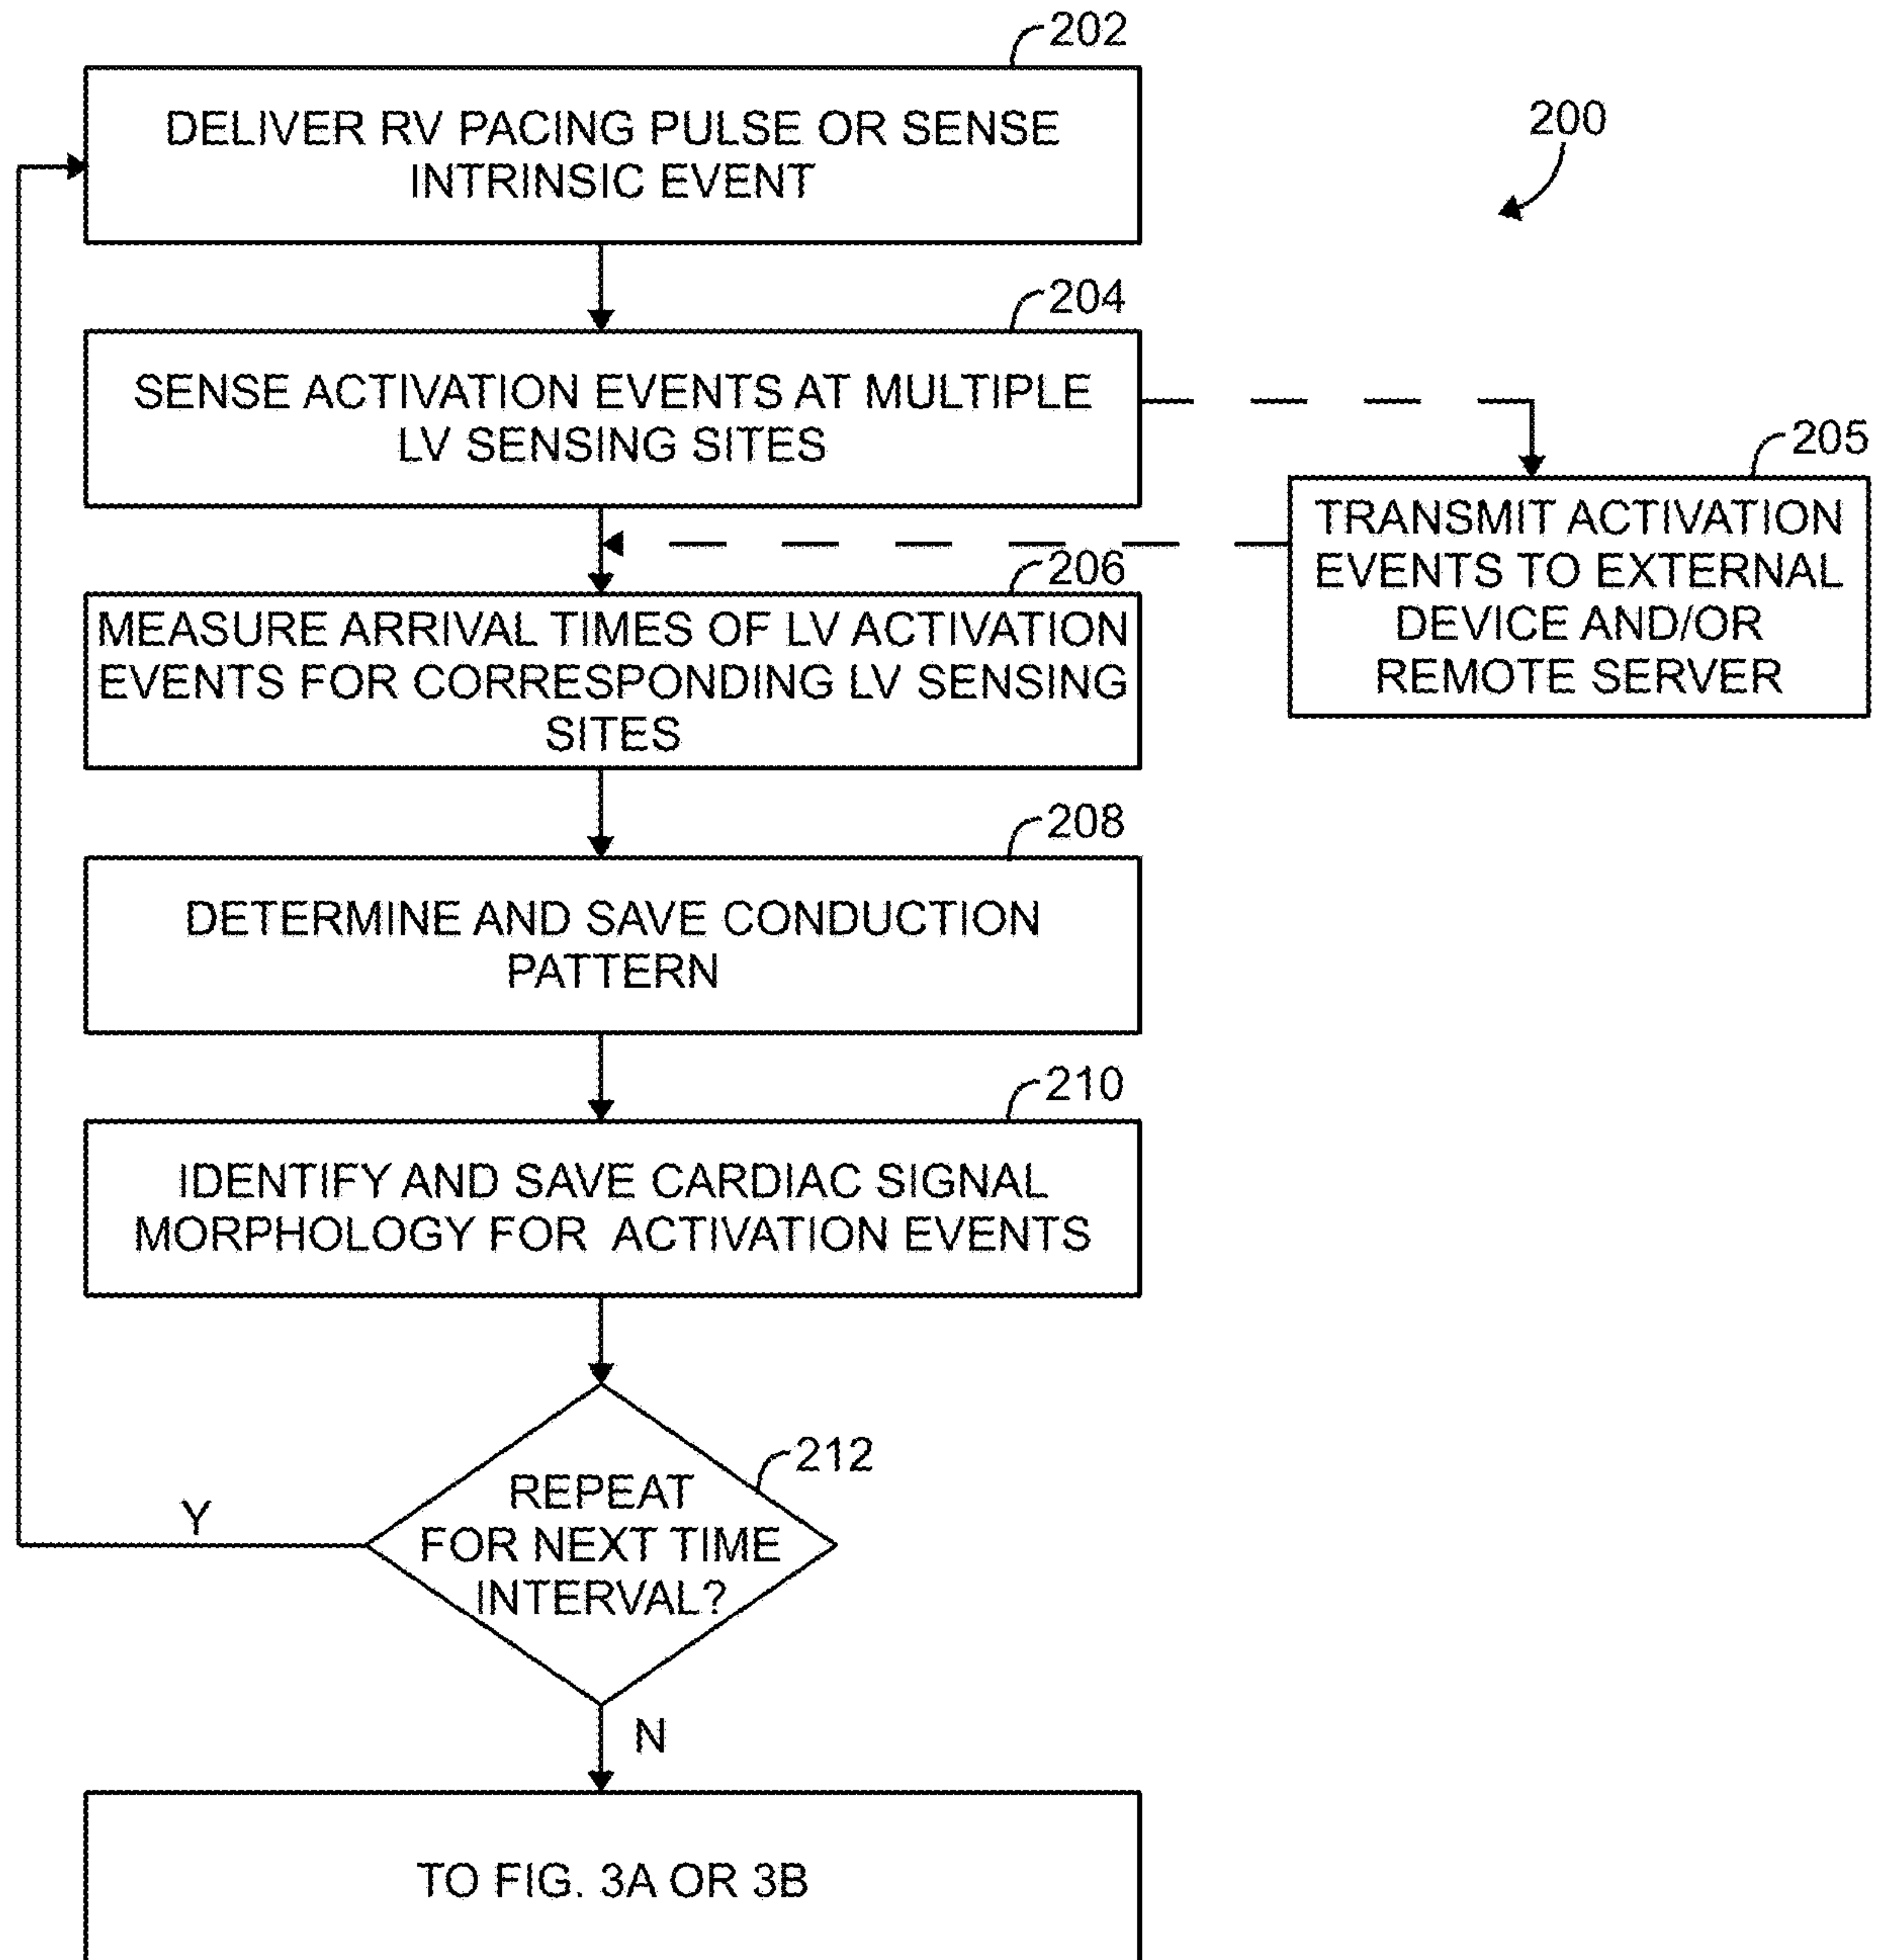 202
DELIVER RV PACING PULSE OR SENSE
INTRINSIC EVENT
200
204
SENSE ACTIVATION EVENTS AT MULTIPLE
LV SENSING SITES
205
TRANSMIT ACTIVATION
EVENTS TO EXTERNAL
DEVICE AND/OR
REMOTE SERVER
206
MEASURE ARRIVAL TIMES OF LV ACTIVATION
EVENTS FOR CORRESPONDING LV SENSING
SITES
208
DETERMINE AND SAVE CONDUCTION
PATTERN
210
IDENTIFY AND SAVE CARDIAC SIGNAL
MORPHOLOGY FOR ACTIVATION EVENTS
212
REPEAT
FOR NEXT TIME
INTERVAL?
Y
N
TO FIG. 3A OR 3B